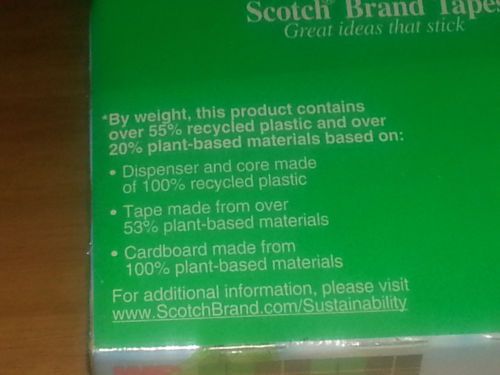 Scotch® Brand Tapes
Great ideas that stick
*By weight, this product contains
over 55% recycled plastic and over
20% plant-based materials based on:
• Dispenser and core made
of 100% recycled plastic
• Tape made from over
53% plant-based materials
• Cardboard made from
100% plant-based materials
For additional information, please visit
www.ScotchBrand.com/Sustainability